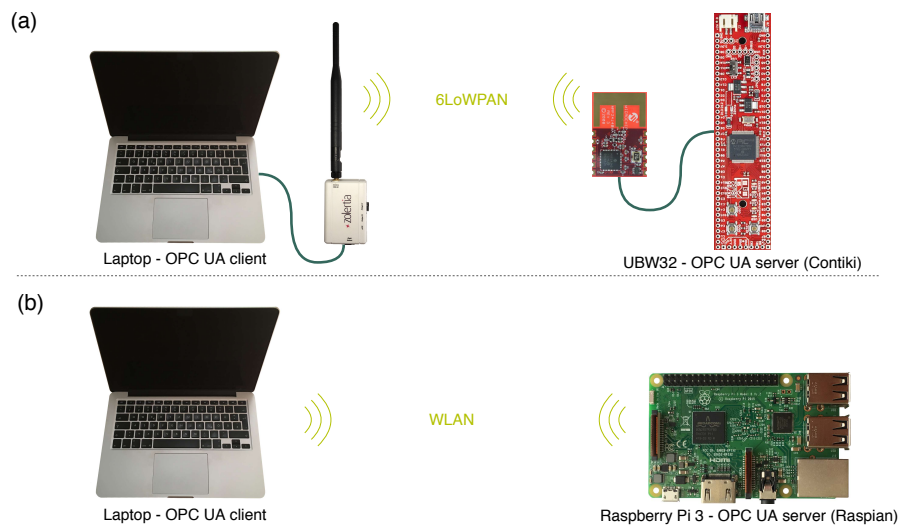 (a)
6LoWPAN
zolertia
Laptop - OPC UA client
UBW32 - OPC UA server (Contiki)
(b)
WLAN
HDMI
Laptop - OPC UA client
Raspberry Pi 3 - OPC UA server (Raspian)